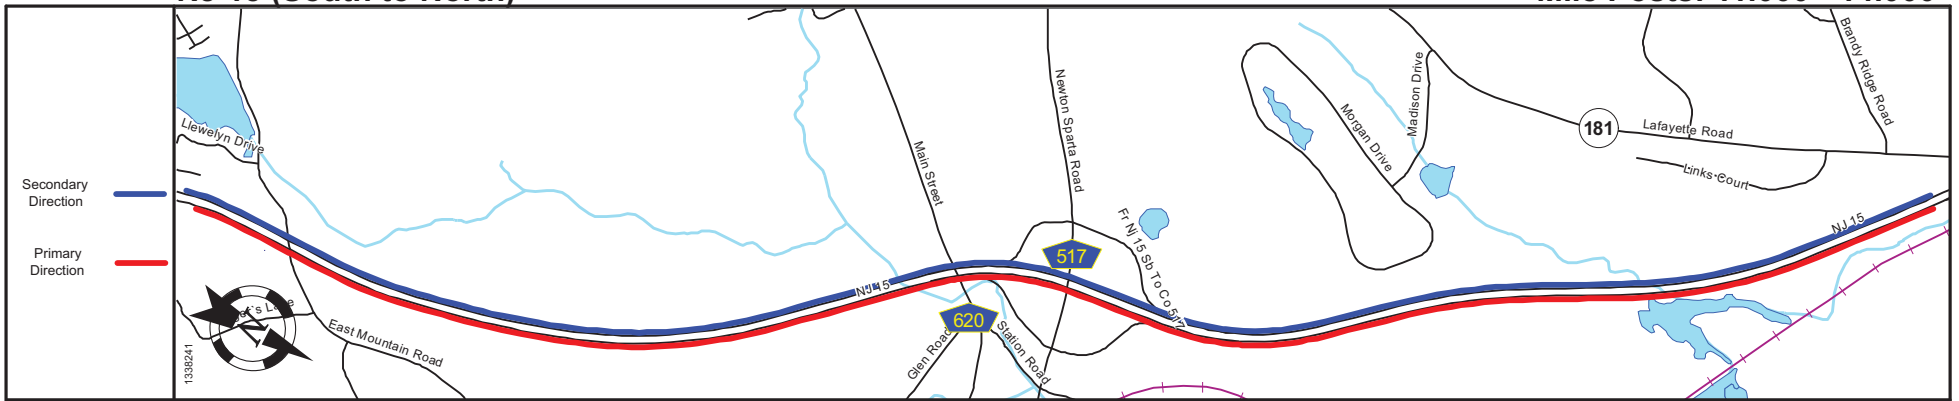 Secondary
Direction
Primary
Direction
Llewelyn Drive
East Mountain Road
1338241
N
NJ 15
Main Street
Newton Sparta Road
517
620
Glen Road
Station Road
Fr Nj 15 Sb To Co 517
Morgan Drive
Madison Drive
181
Lafayette Road
Links Court
Brandy Ridge Road
NJ 15